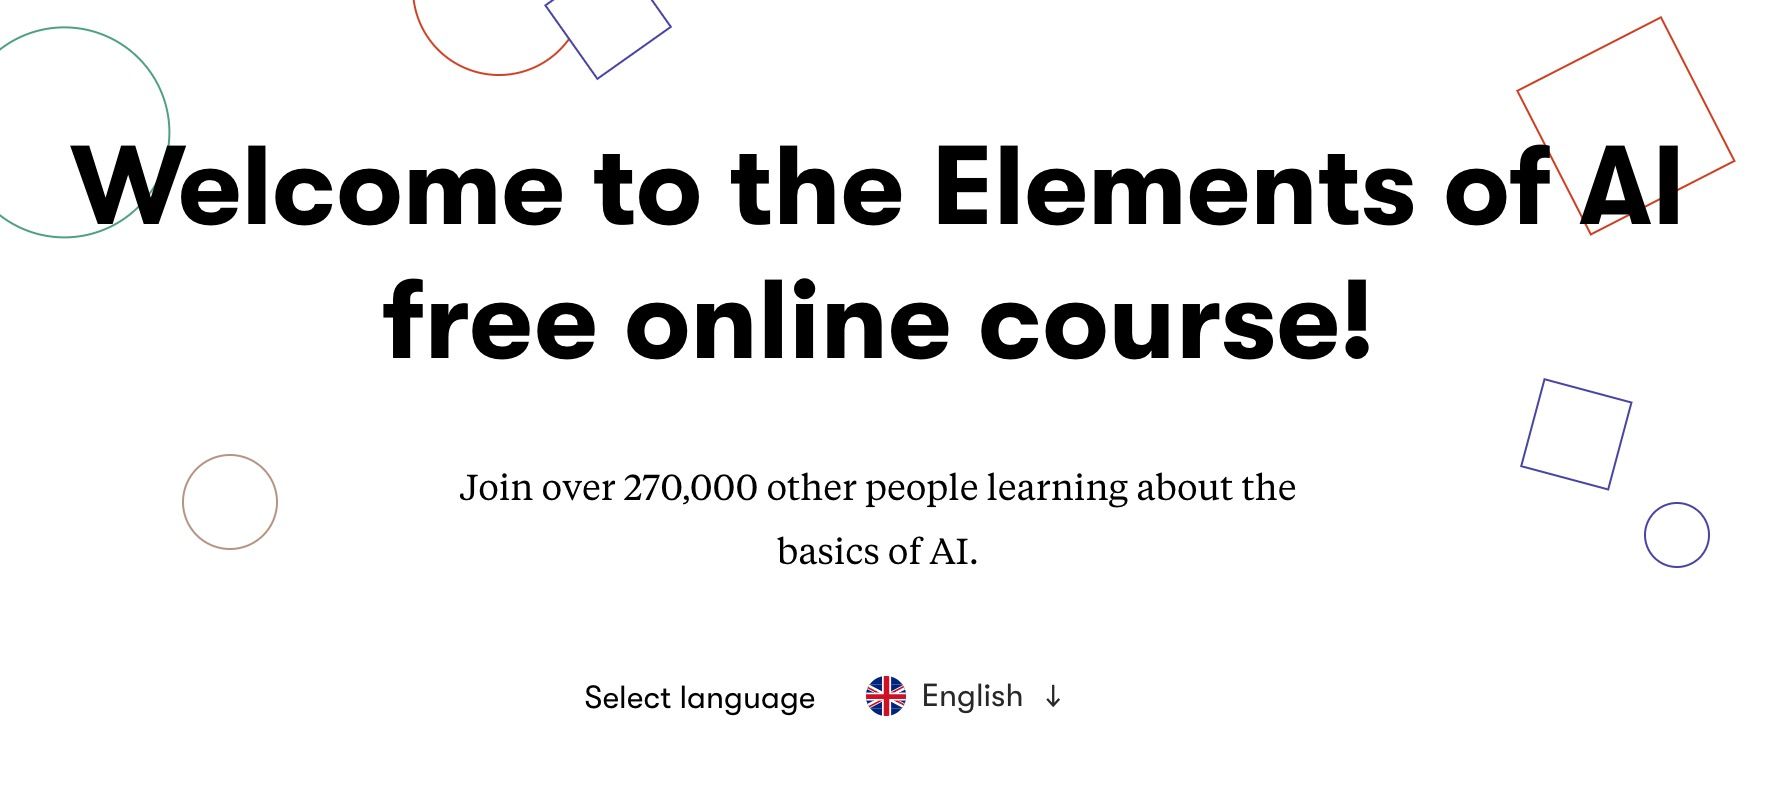 Welcome to the Elements of AI
free online course!
Join over 270,000 other people learning about the
basics of AI.
Select language English ↓